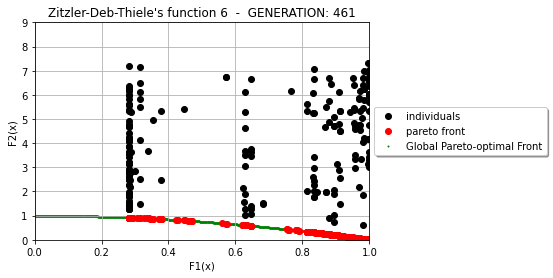 Zitzler-Deb-Thiele's function 6 - GENERATION: 461
9
8
7
6
5
4
3
2
1
0
F2(x)
0.0 0.2 0.4 0.6 0.8 1.0
F1(x)
individuals
pareto front
Global Pareto-optimal Front